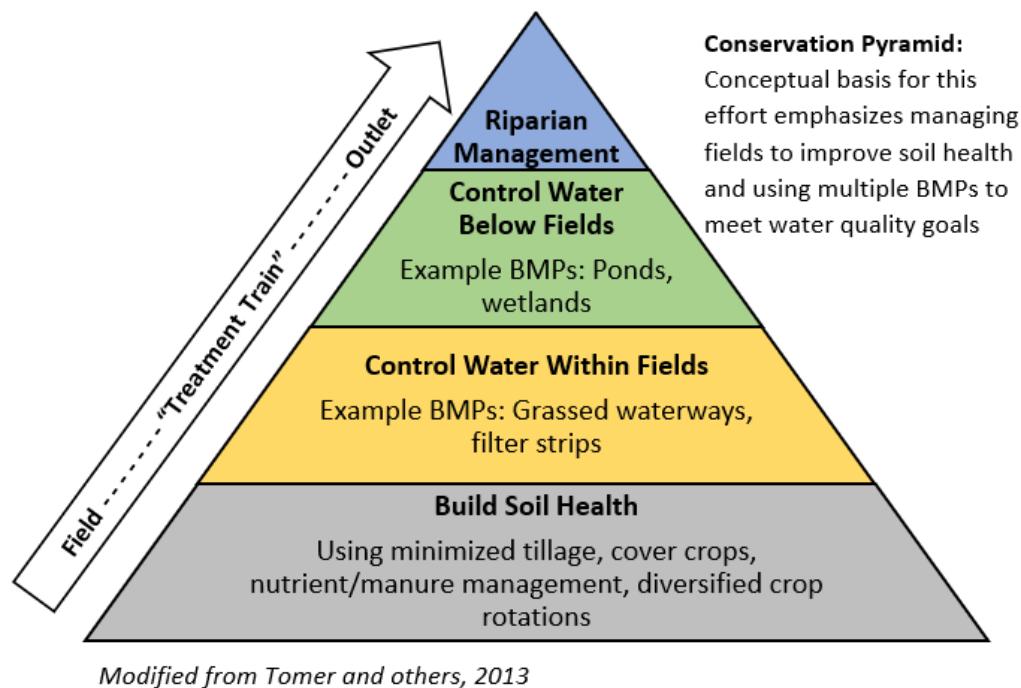 Conservation Pyramid:
Conceptual basis for this
effort emphasizes managing
fields to improve soil health
and using multiple BMPs to
meet water quality goals
Field ------ "Treatment Train" ------ Outlet
Riparian
Management
Control Water
Below Fields
Example BMPs: Ponds,
wetlands
Control Water Within Fields
Example BMPs: Grassed waterways,
filter strips
Build Soil Health
Using minimized tillage, cover crops,
nutrient/manure management, diversified crop
rotations
Modified from Tomer and others, 2013